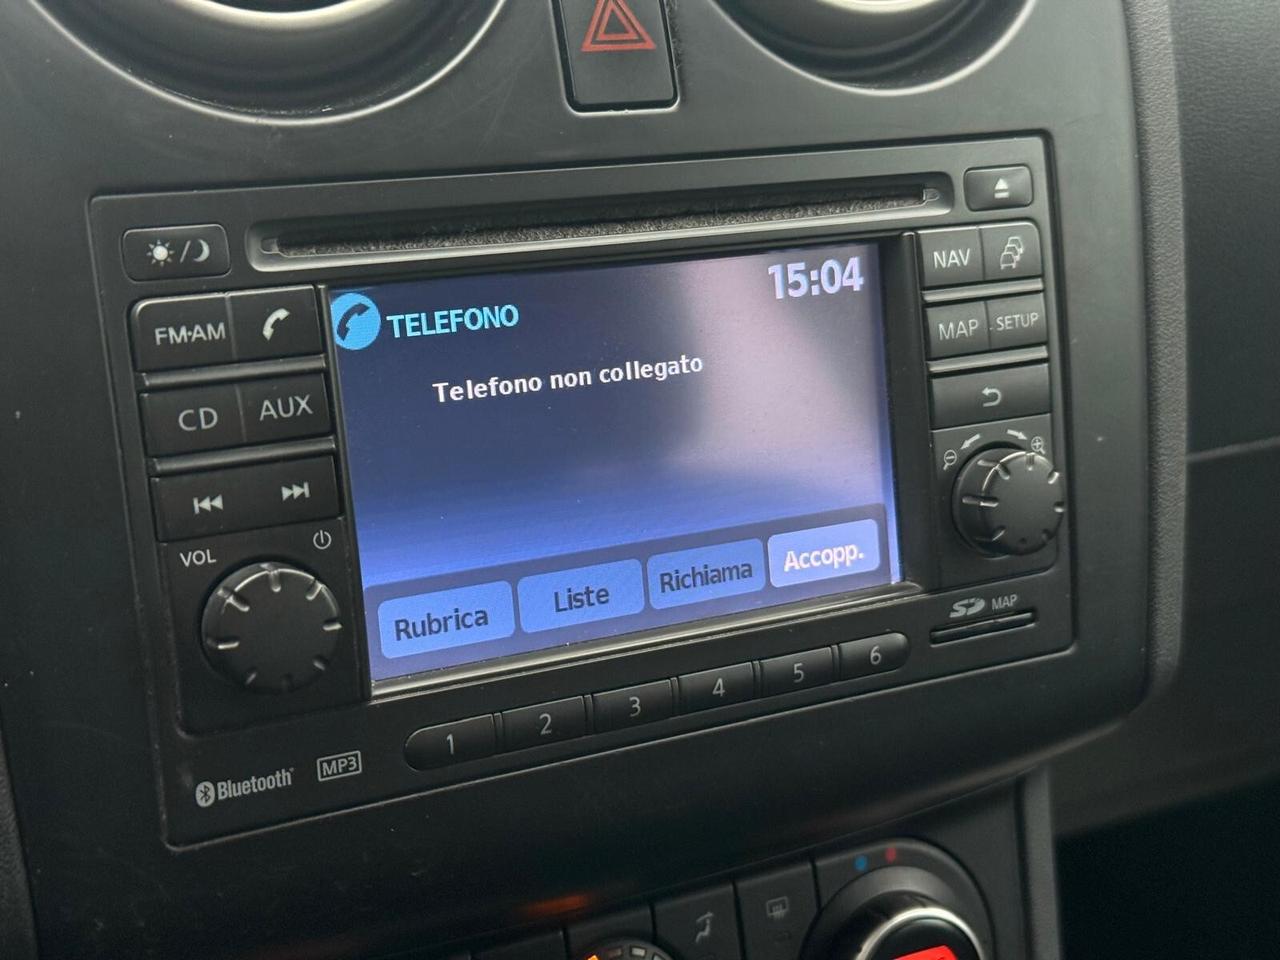 NAV
FM·AM
TELEFONO
15:04
MAP
SETUP
Telefono non collegato
CD
AUX
VOL
Rubrica
Liste
Richiama
Accopp.
SD MAP
1
2
3
4
5
6
Bluetooth
MP3